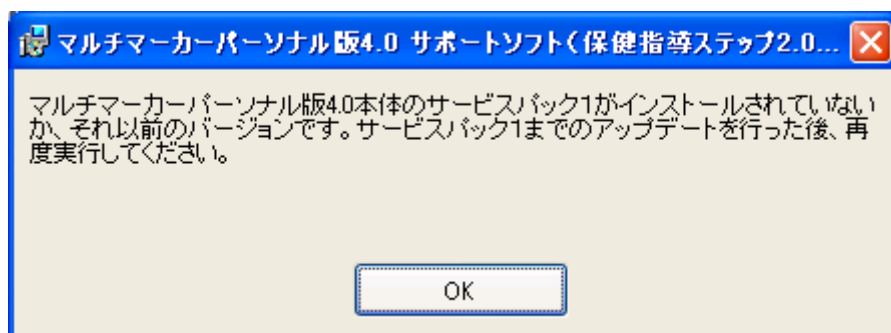 マルチマーカーパーソナル版4.0 サポートソフト(保健指導ステップ2.0...
マルチマーカーパーソナル版4.0本体のサービスパック1がインストールされていない
か、それ以前のバージョンです。サービスパック1までのアップデートを行った後、再
度実行してください。
OK